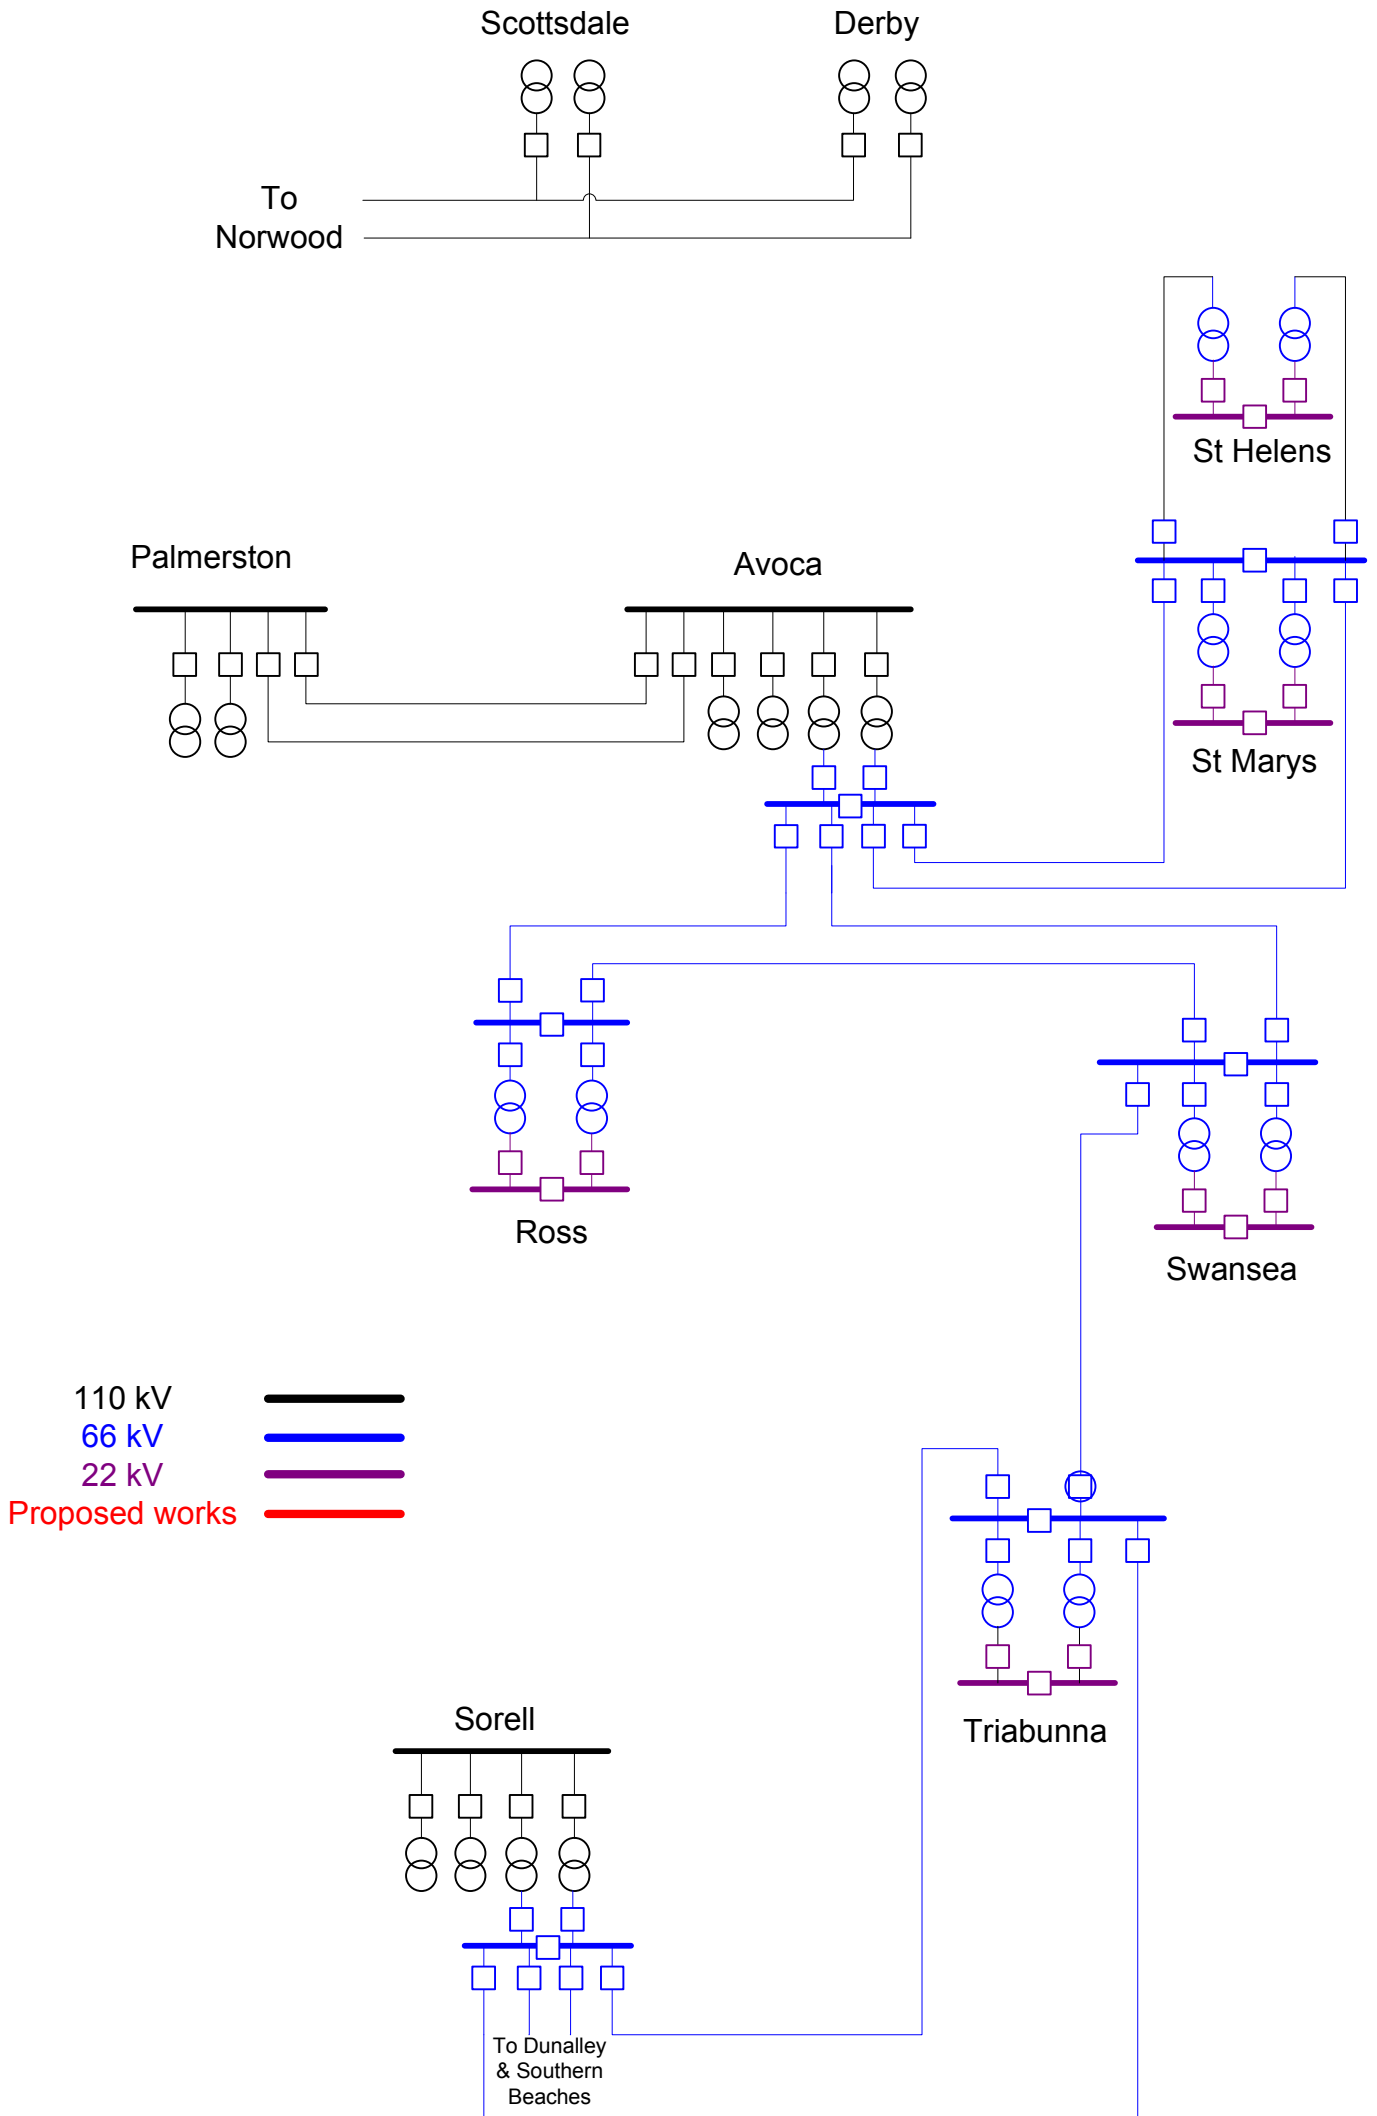 Scottsdale
Derby
To
Norwood
St Helens
Palmerston
Avoca
St Marys
Ross
Swansea
110 kV
66 kV
22 kV
Proposed works
Sorell
Triabunna
To Dunalley
& Southern
Beaches